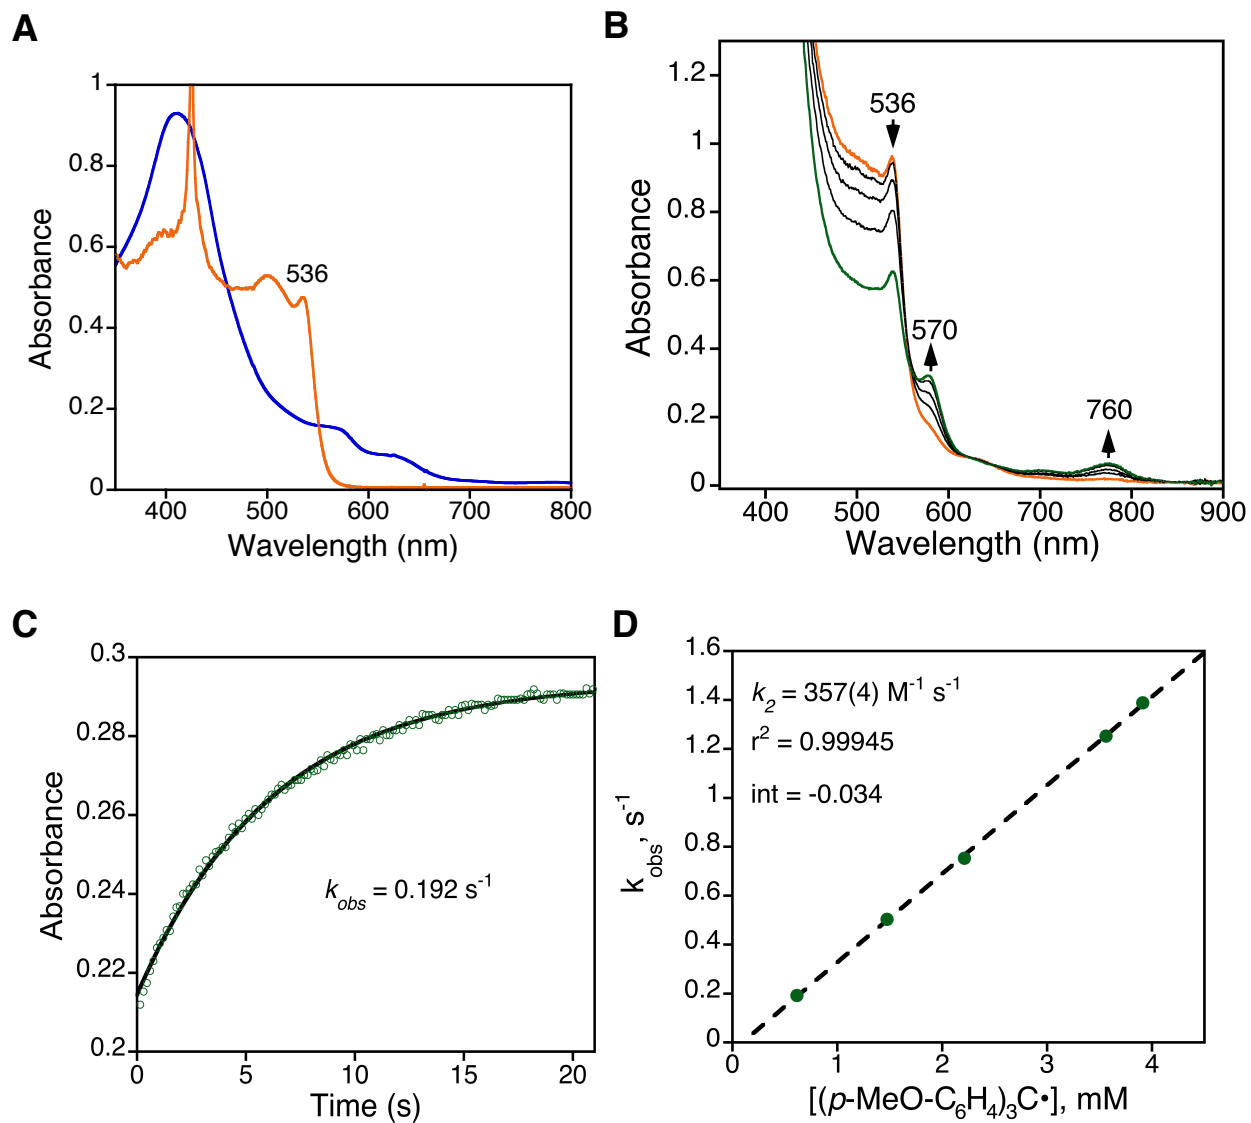 A
Absorbance
1
0.8
0.6
0.4
0.2
0
536
400 500 600 700 800
Wavelength (nm)
B
Absorbance
1.2
1
0.8
0.6
0.4
0.2
0
536
570
760
400 500 600 700 800 900
Wavelength (nm)
C
Absorbance
0.3
0.28
0.26
0.24
0.22
0.2
k_obs = 0.192 s⁻¹
0 5 10 15 20
Time (s)
D
k_obs, s⁻¹
1.6
1.4
1.2
1
0.8
0.6
0.4
0.2
0
k₂ = 357(4) M⁻¹ s⁻¹
r² = 0.99945
int = -0.034
0 1 2 3 4
[(p-MeO-C₆H₄)₃C•], mM